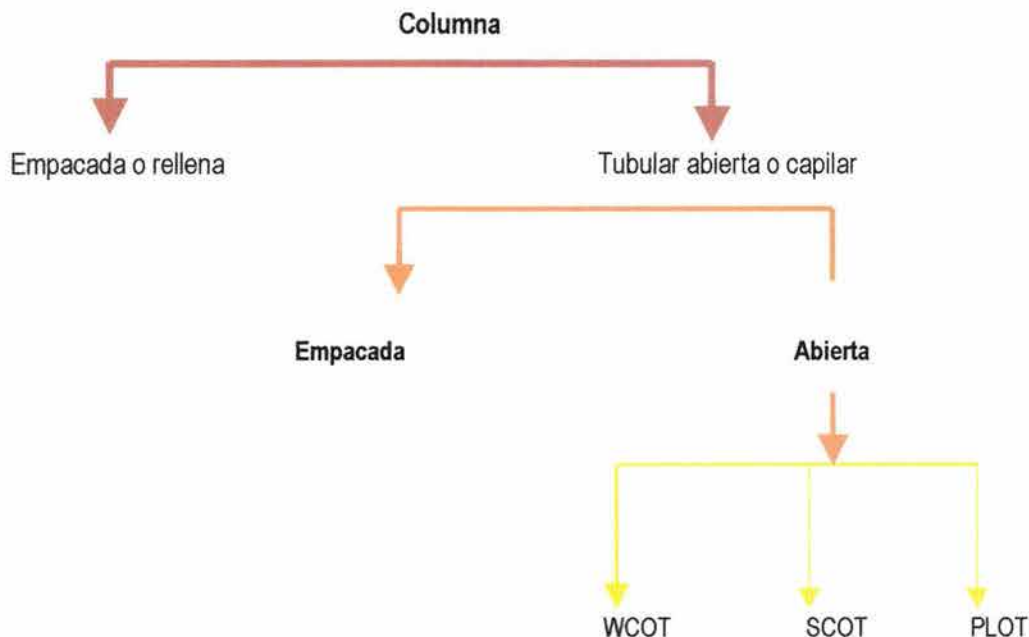 Columna
Empacada o rellena
Tubular abierta o capilar
Empacada
Abierta
WCOT
SCOT
PLOT